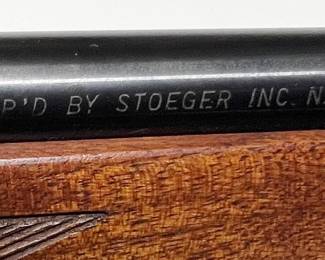 P'D BY STOEGER INC. N.